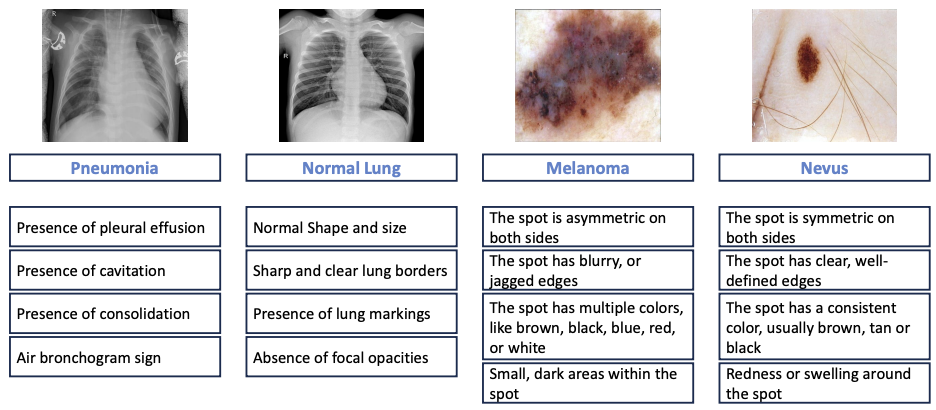 R
R
Pneumonia
Normal Lung
Melanoma
Nevus
Presence of pleural effusion
Presence of cavitation
Presence of consolidation
Air bronchogram sign
Normal Shape and size
Sharp and clear lung borders
Presence of lung markings
Absence of focal opacities
The spot is asymmetric on
both sides
The spot has blurry, or
jagged edges
The spot has multiple colors,
like brown, black, blue, red,
or white
Small, dark areas within the
spot
The spot is symmetric on
both sides
The spot has clear, well-
defined edges
The spot has a consistent
color, usually brown, tan or
black
Redness or swelling around
the spot